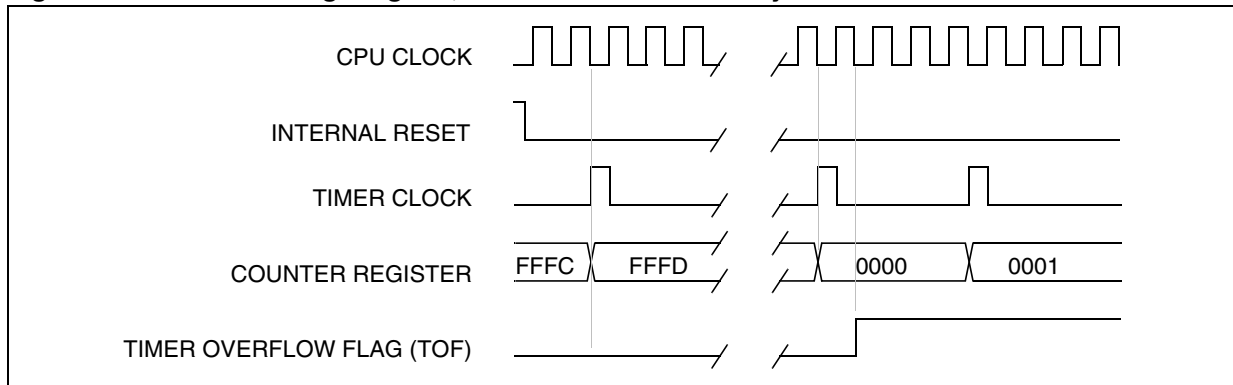 CPU CLOCK
INTERNAL RESET
TIMER CLOCK
COUNTER REGISTER FFFC FFFD 0000 0001
TIMER OVERFLOW FLAG (TOF)